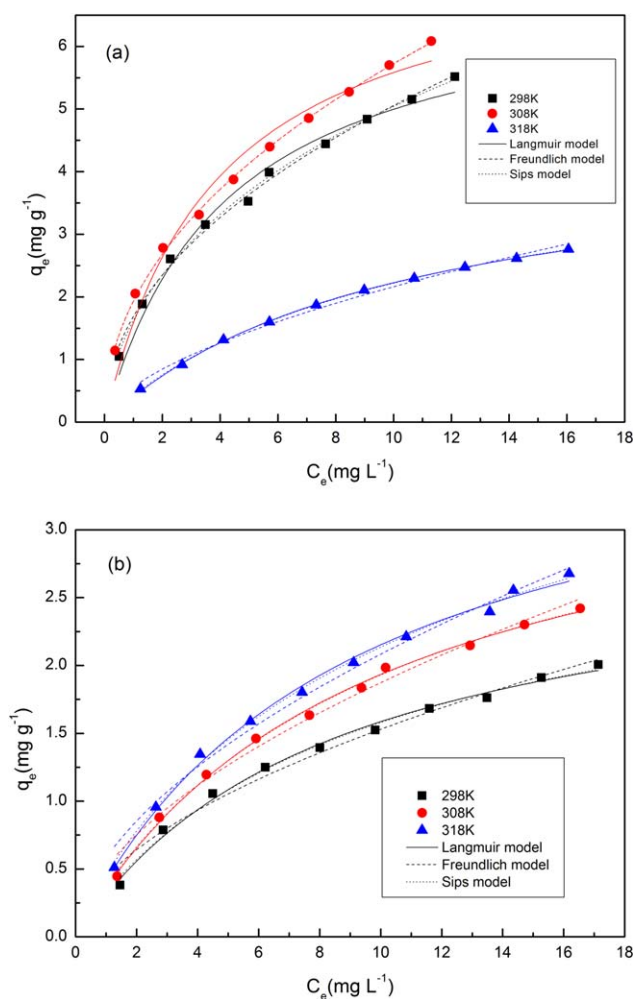 (a)
6
5
4
3
2
1
0
qₑ(mg g⁻¹)
298K
308K
318K
Langmuir model
Freundlich model
Sips model
0 2 4 6 8 10 12 14 16 18
Cₑ(mg L⁻¹)
(b)
3.0
2.5
2.0
1.5
1.0
0.5
0.0
qₑ(mg g⁻¹)
298K
308K
318K
Langmuir model
Freundlich model
Sips model
0 2 4 6 8 10 12 14 16 18
Cₑ(mg L⁻¹)